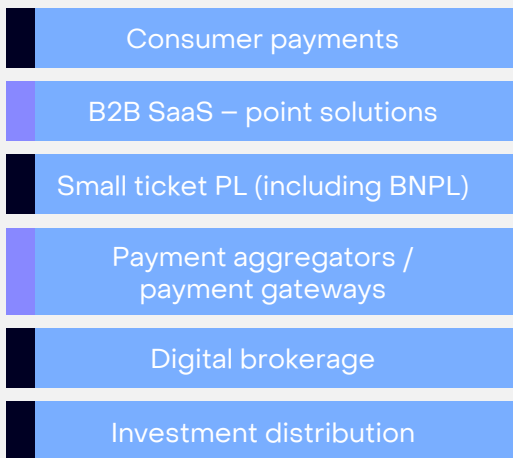 Consumer payments
B2B SaaS – point solutions
Small ticket PL (including BNPL)
Payment aggregators /
payment gateways
Digital brokerage
Investment distribution